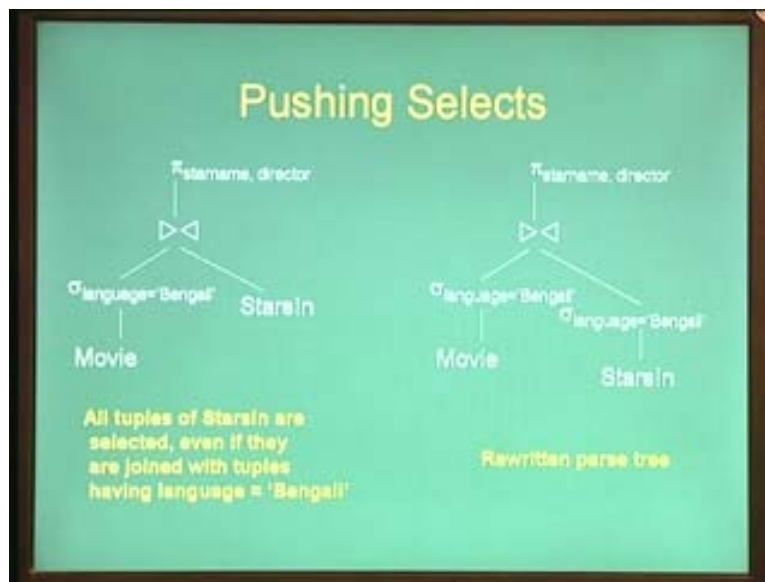 Pushing Selects
πstarname, director
⋈
σlanguage='Bengali'
StarsIn
Movie
All tuples of StarsIn are
selected, even if they
are joined with tuples
having language = 'Bengali'
πstarname, director
⋈
σlanguage='Bengali'
σlanguage='Bengali'
Movie
StarsIn
Rewritten parse tree